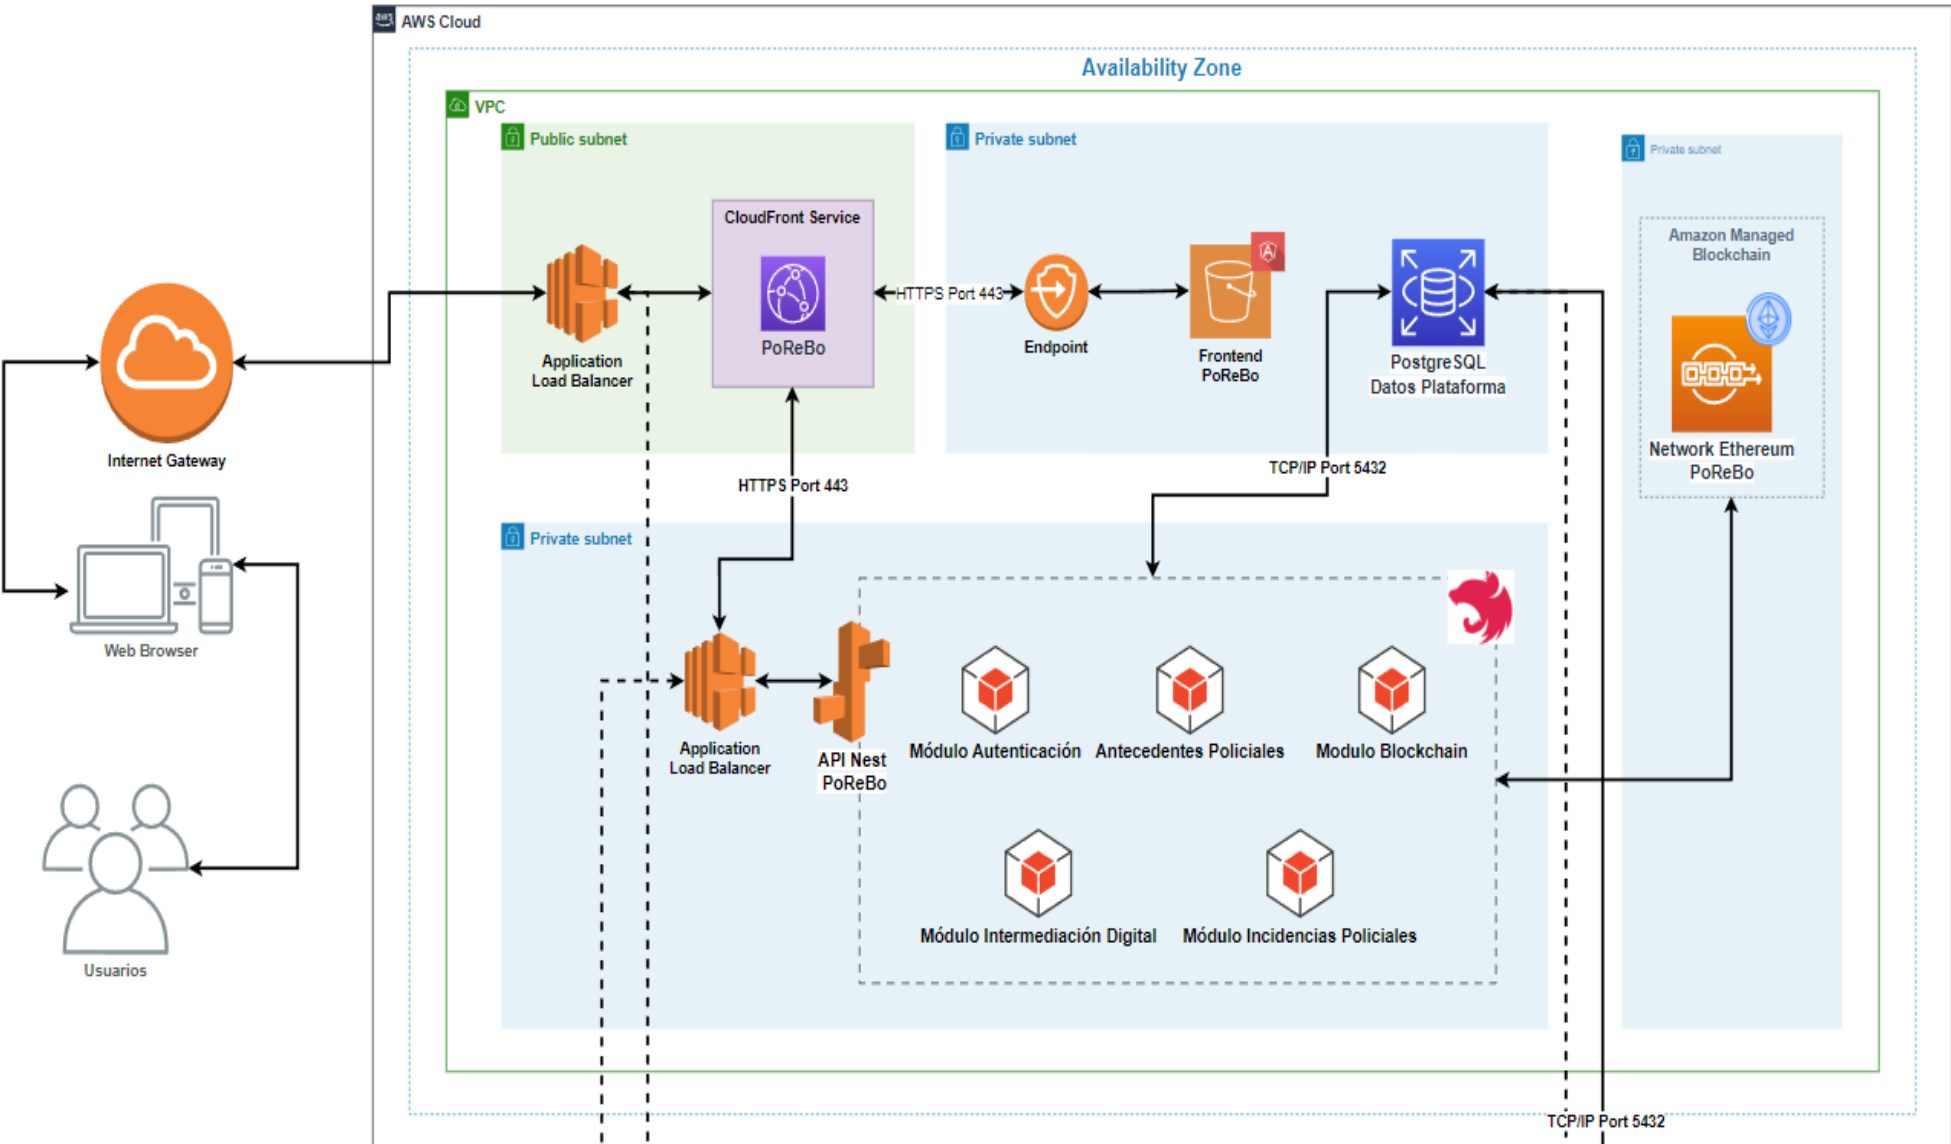 aws
AWS Cloud
Availability Zone
VPC
Public subnet
Private subnet
Private subnet
CloudFront Service
PoReBo
Application
Load Balancer
HTTPS Port 443
Endpoint
Frontend
PoReBo
PostgreSQL
Datos Plataforma
Amazon Managed
Blockchain
Network Ethereum
PoReBo
Internet Gateway
TCP/IP Port 5432
HTTPS Port 443
Private subnet
Web Browser
Application
Load Balancer
API Nest
PoReBo
Módulo Autenticación
Antecedentes Policiales
Modulo Blockchain
Módulo Intermediación Digital
Módulo Incidencias Policiales
Usuarios
TCP/IP Port 5432